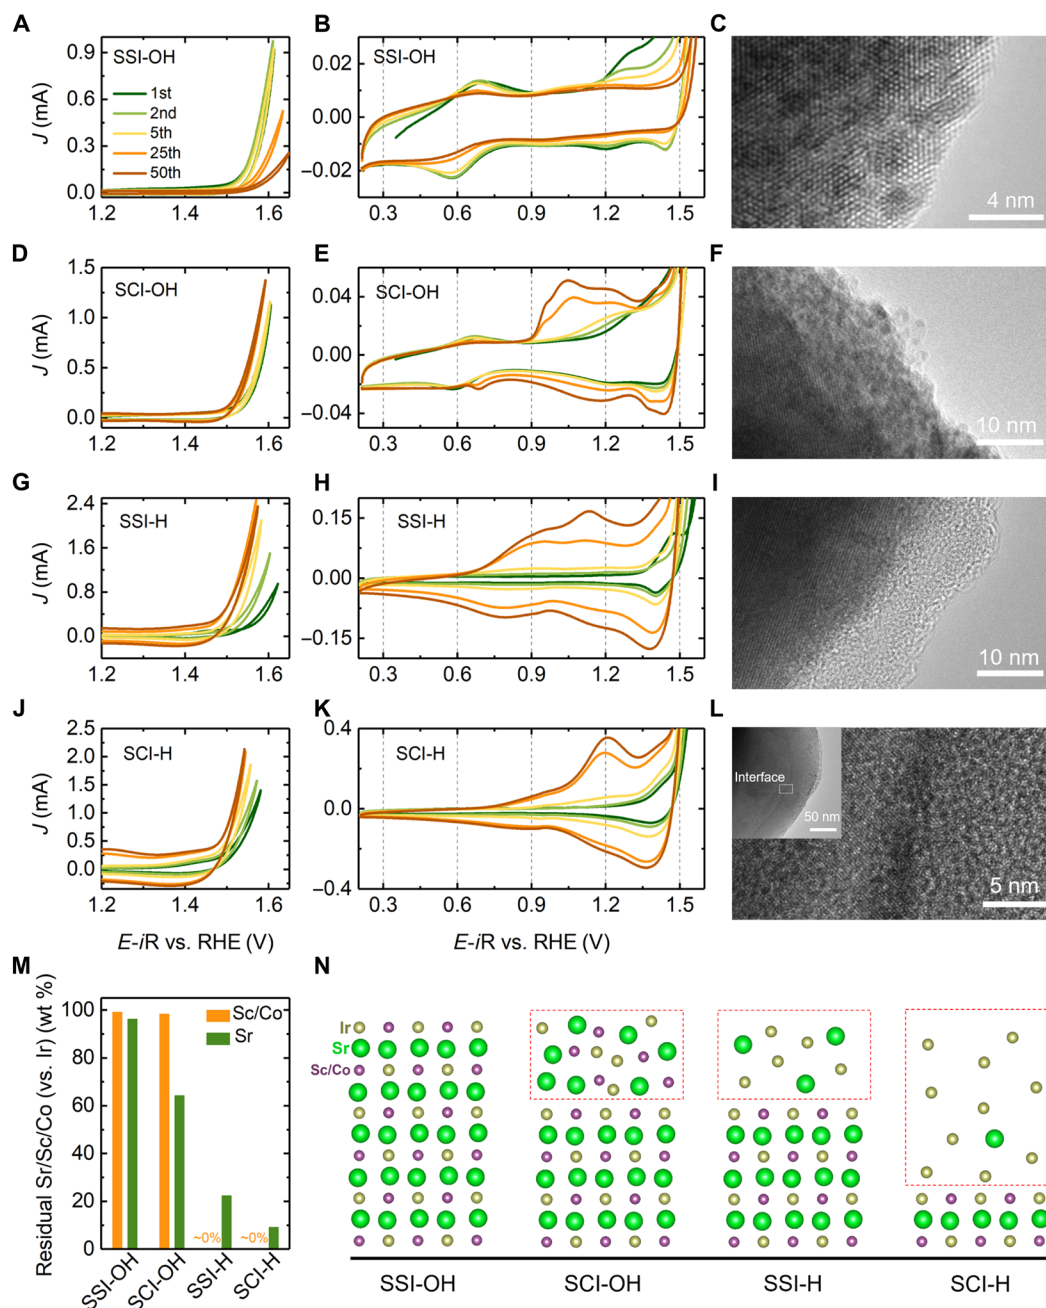 A
B
C
SSI-OH
1st
2nd
5th
25th
50th
J (mA)
0.9
0.6
0.3
0.0
1.2 1.4 1.6
SSI-OH
0.02
0.00
−0.02
0.3 0.6 0.9 1.2 1.5
4 nm
D
E
F
SCI-OH
J (mA)
1.5
1.0
0.5
0.0
1.2 1.4 1.6
SCI-OH
0.04
0.00
−0.04
0.3 0.6 0.9 1.2 1.5
10 nm
G
H
I
SSI-H
J (mA)
2.4
1.6
0.8
0.0
1.2 1.4 1.6
SSI-H
0.15
0.00
−0.15
0.3 0.6 0.9 1.2 1.5
10 nm
J
K
L
SCI-H
J (mA)
2.5
2.0
1.5
1.0
0.5
0.0
1.2 1.4 1.6
E-iR vs. RHE (V)
SCI-H
0.4
0.0
−0.4
0.3 0.6 0.9 1.2 1.5
E-iR vs. RHE (V)
Interface
50 nm
5 nm
M
N
Residual Sr/Sc/Co (vs. Ir) (wt %)
100
80
60
40
20
0
Sc/Co
Sr
~0%
~0%
SSI-OH
SCI-OH
SSI-H
SCI-H
Ir
Sr
Sc/Co
SSI-OH SCI-OH SSI-H SCI-H